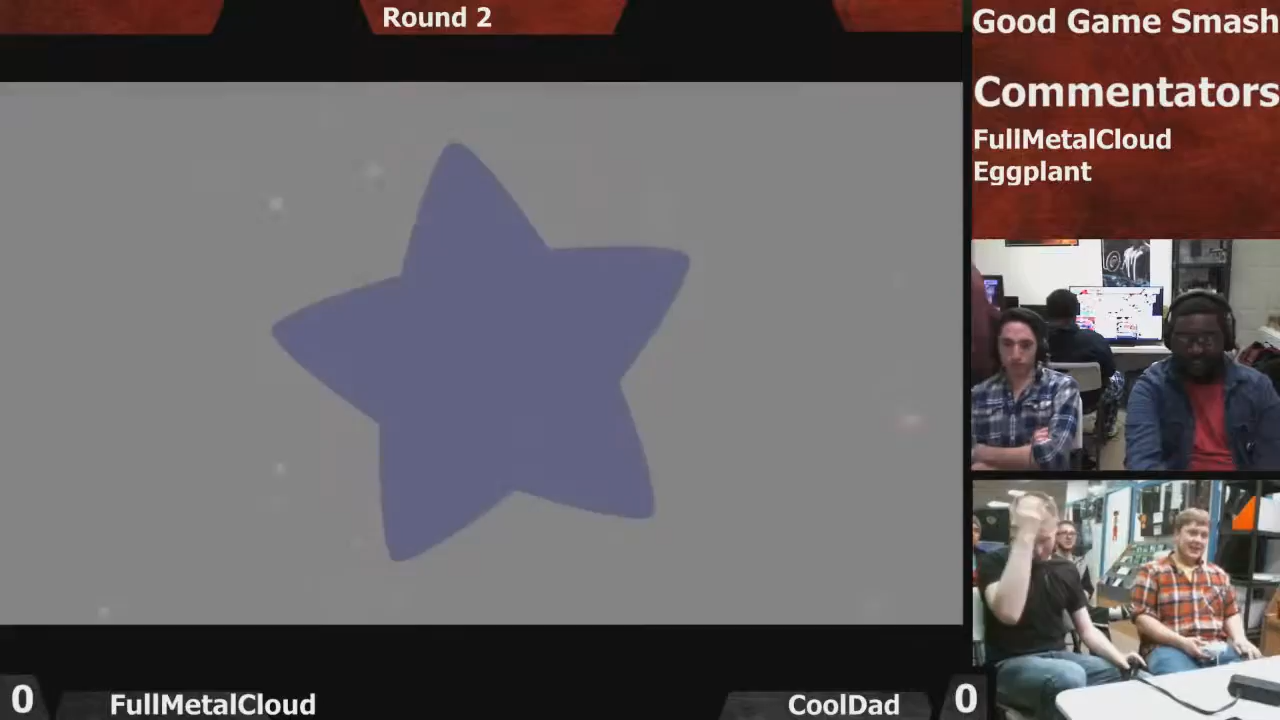 Round 2
Good Game Smash
Commentators
FullMetalCloud
Eggplant
0
FullMetalCloud
CoolDad
0